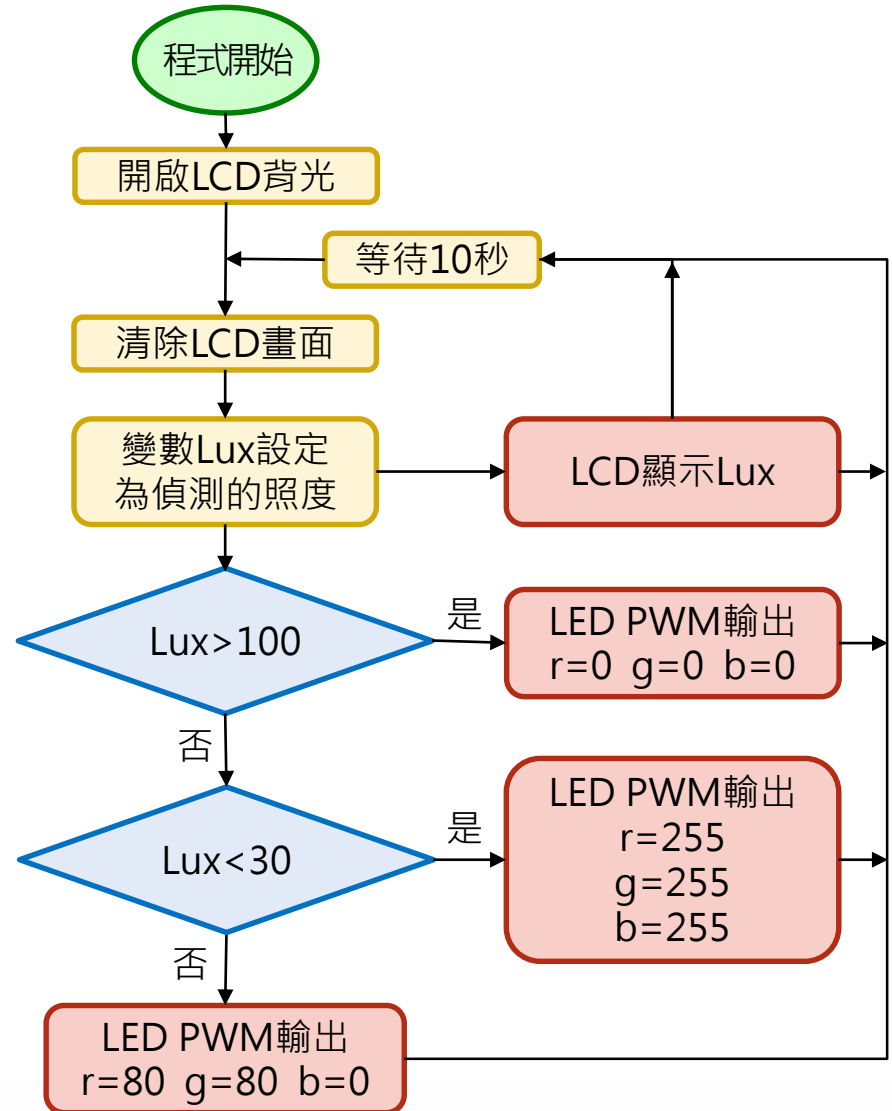 程式開始
開啟LCD背光
等待10秒
清除LCD畫面
變數Lux設定
為偵測的照度
LCD顯示Lux
Lux>100
是
LED PWM輸出
r=0 g=0 b=0
否
Lux<30
是
LED PWM輸出
r=255
g=255
b=255
否
LED PWM輸出
r=80 g=80 b=0